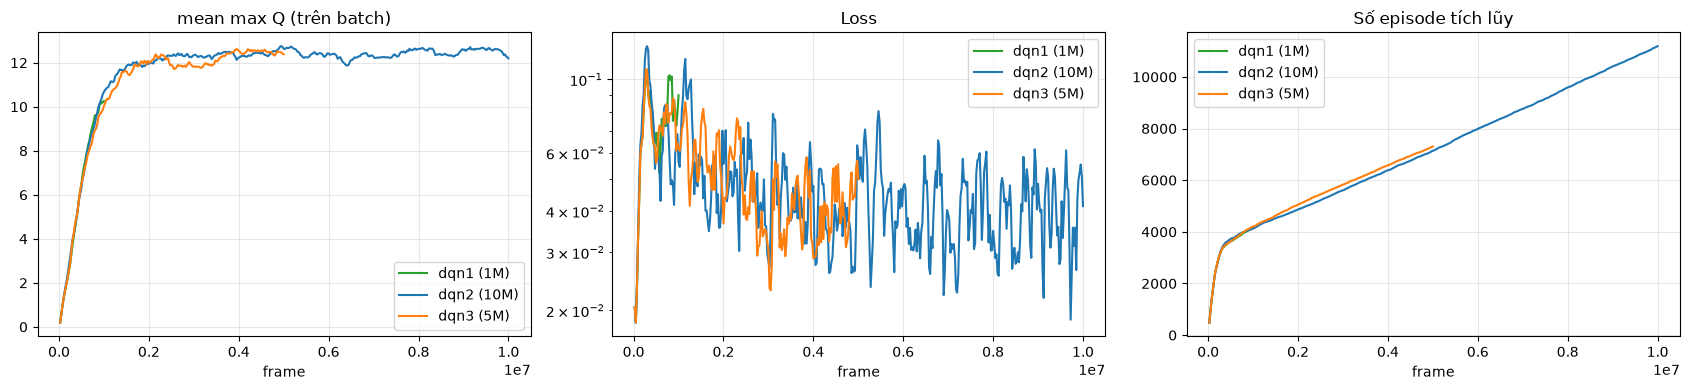 mean max Q (trên batch)
12
10
8
6
4
2
0
dqn1 (1M)
dqn2 (10M)
dqn3 (5M)
0.0 0.2 0.4 0.6 0.8 1.0
frame
1e7
Loss
10⁻¹
6 × 10⁻²
4 × 10⁻²
3 × 10⁻²
2 × 10⁻²
dqn1 (1M)
dqn2 (10M)
dqn3 (5M)
0.0 0.2 0.4 0.6 0.8 1.0
frame
1e7
Số episode tích lũy
10000
8000
6000
4000
2000
0
dqn1 (1M)
dqn2 (10M)
dqn3 (5M)
0.0 0.2 0.4 0.6 0.8 1.0
frame
1e7